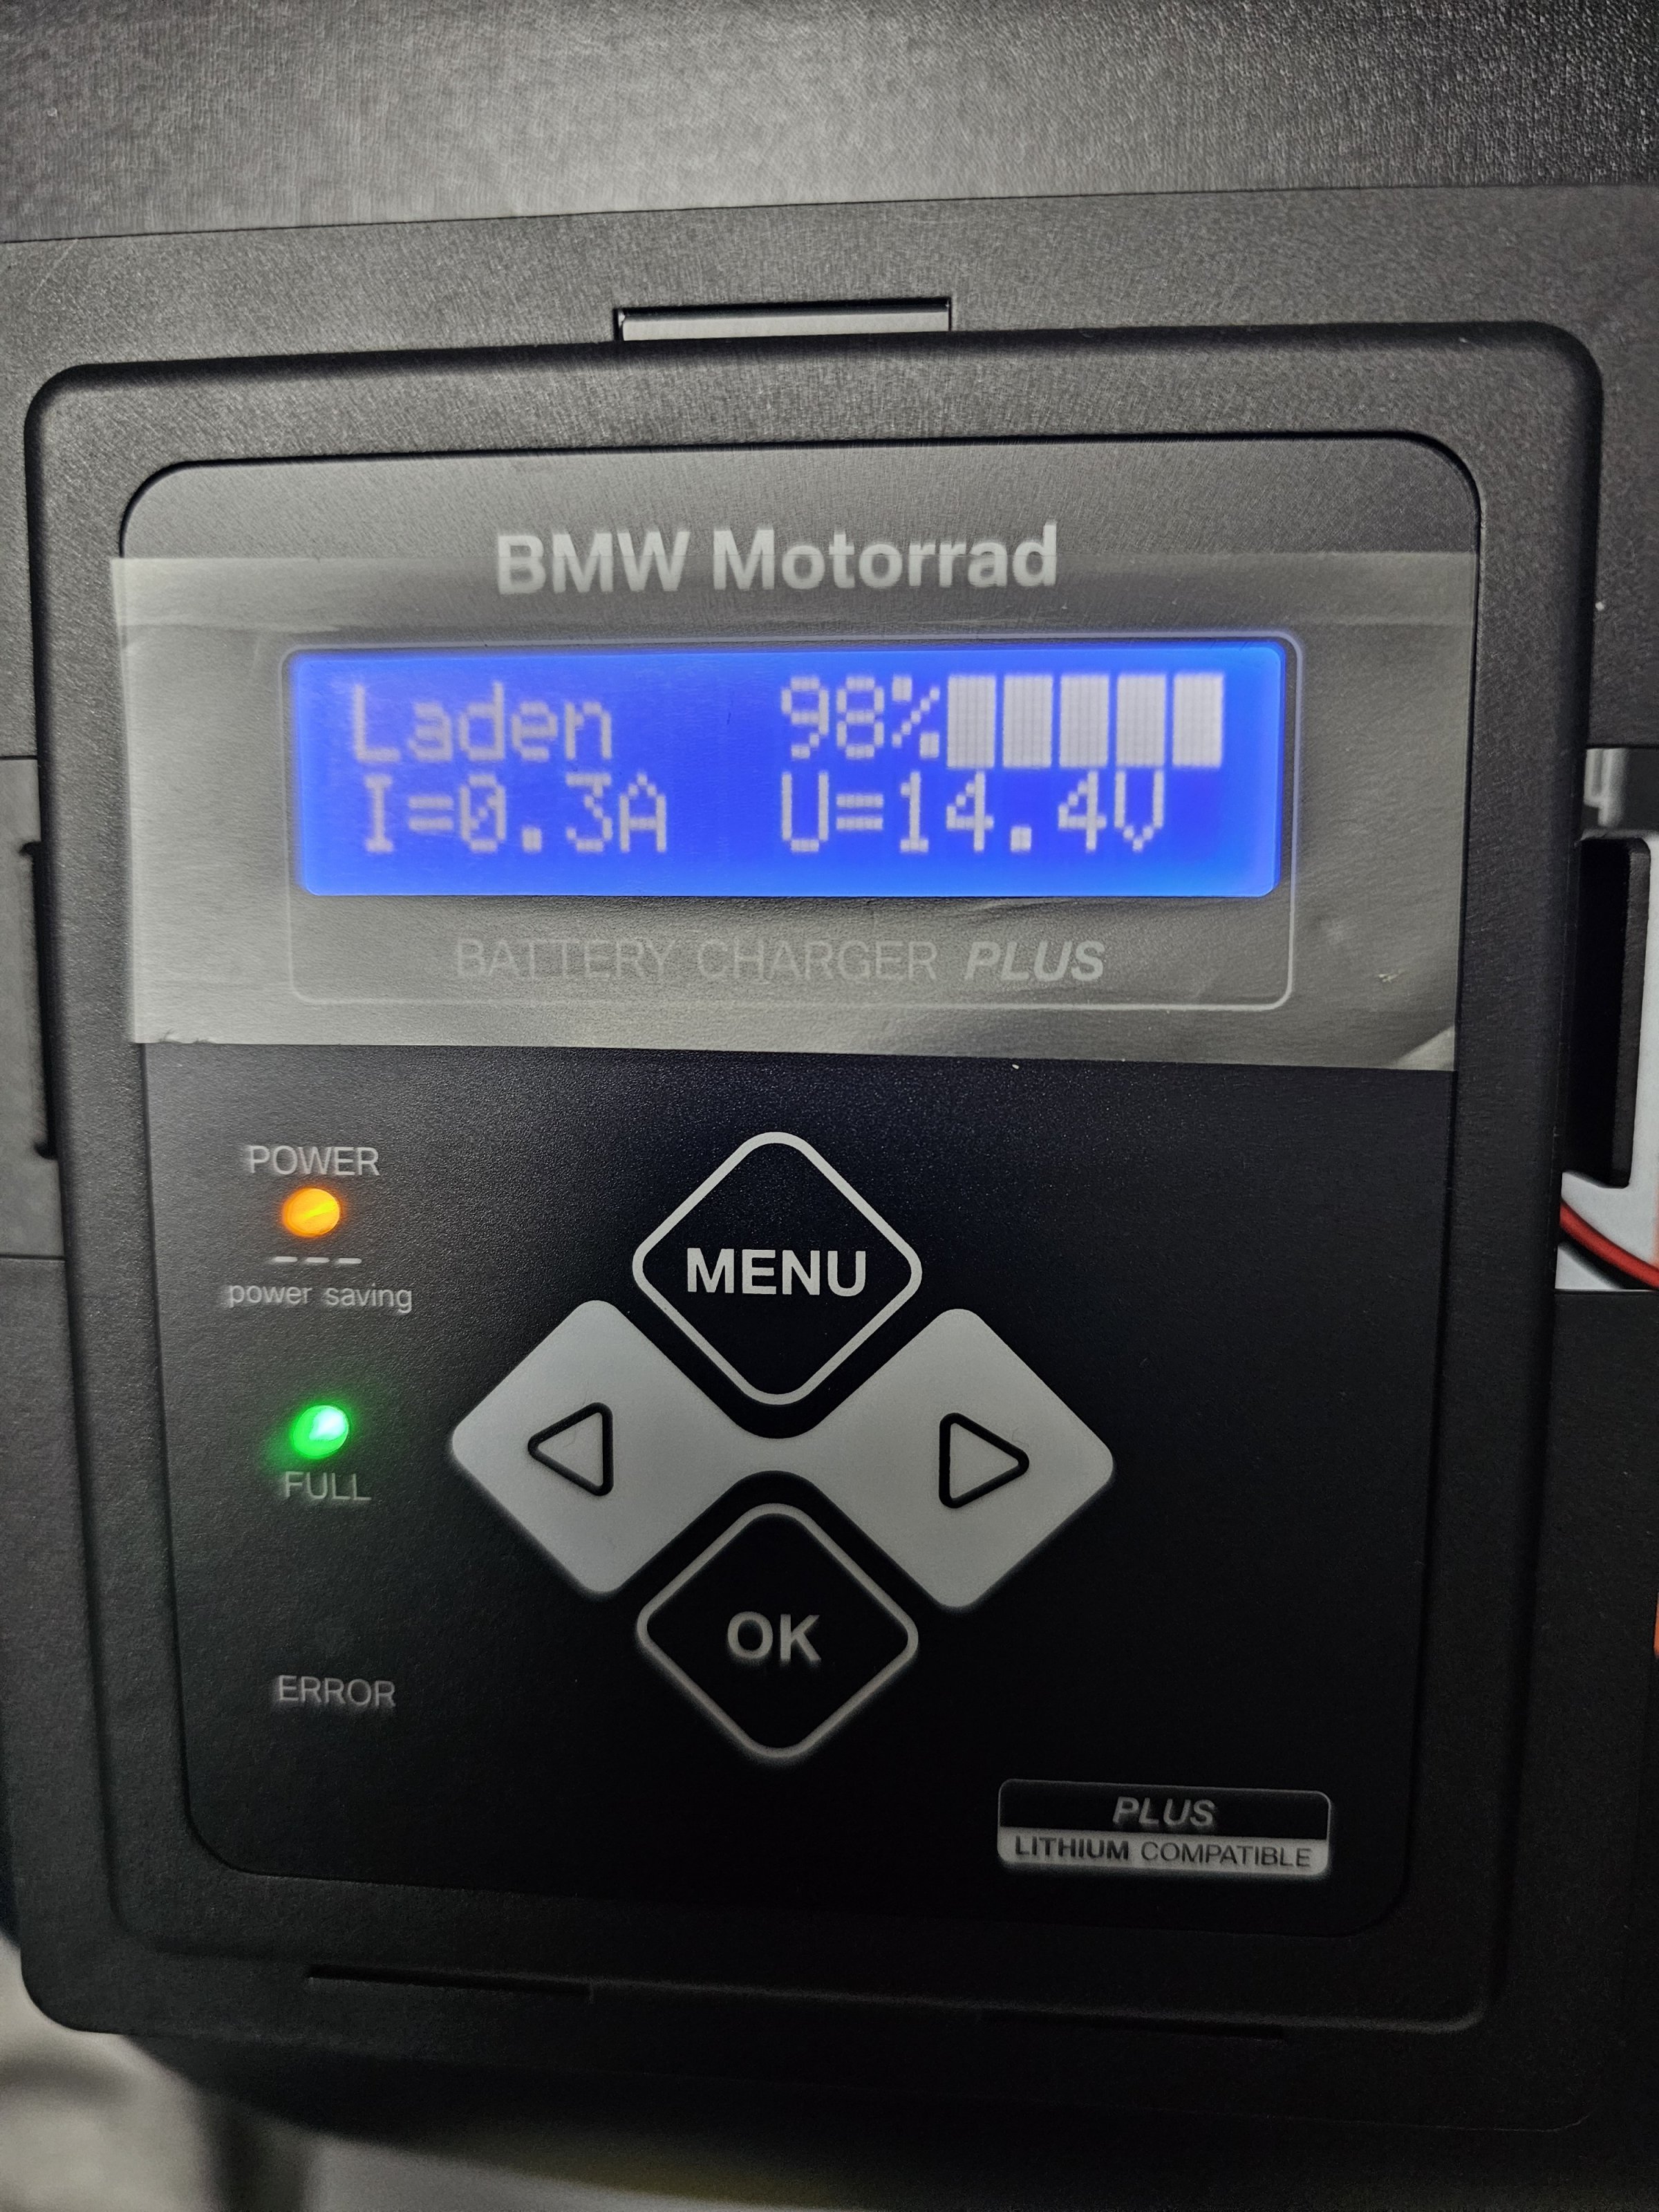 BMW Motorrad
Laden 98%
I=0.3A U=14.4V
BATTERY CHARGER PLUS
POWER
power saving
MENU
FULL
OK
ERROR
PLUS
LITHIUM COMPATIBLE